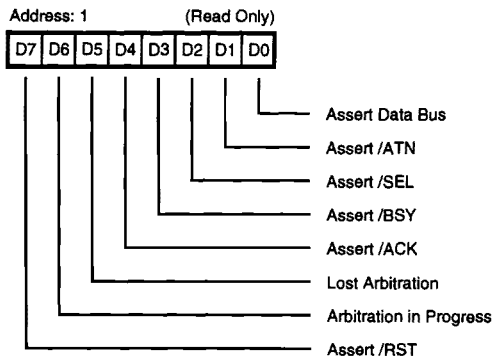 Address: 1 (Read Only)
D7 D6 D5 D4 D3 D2 D1 D0
Assert Data Bus
Assert /ATN
Assert /SEL
Assert /BSY
Assert /ACK
Lost Arbitration
Arbitration in Progress
Assert /RST